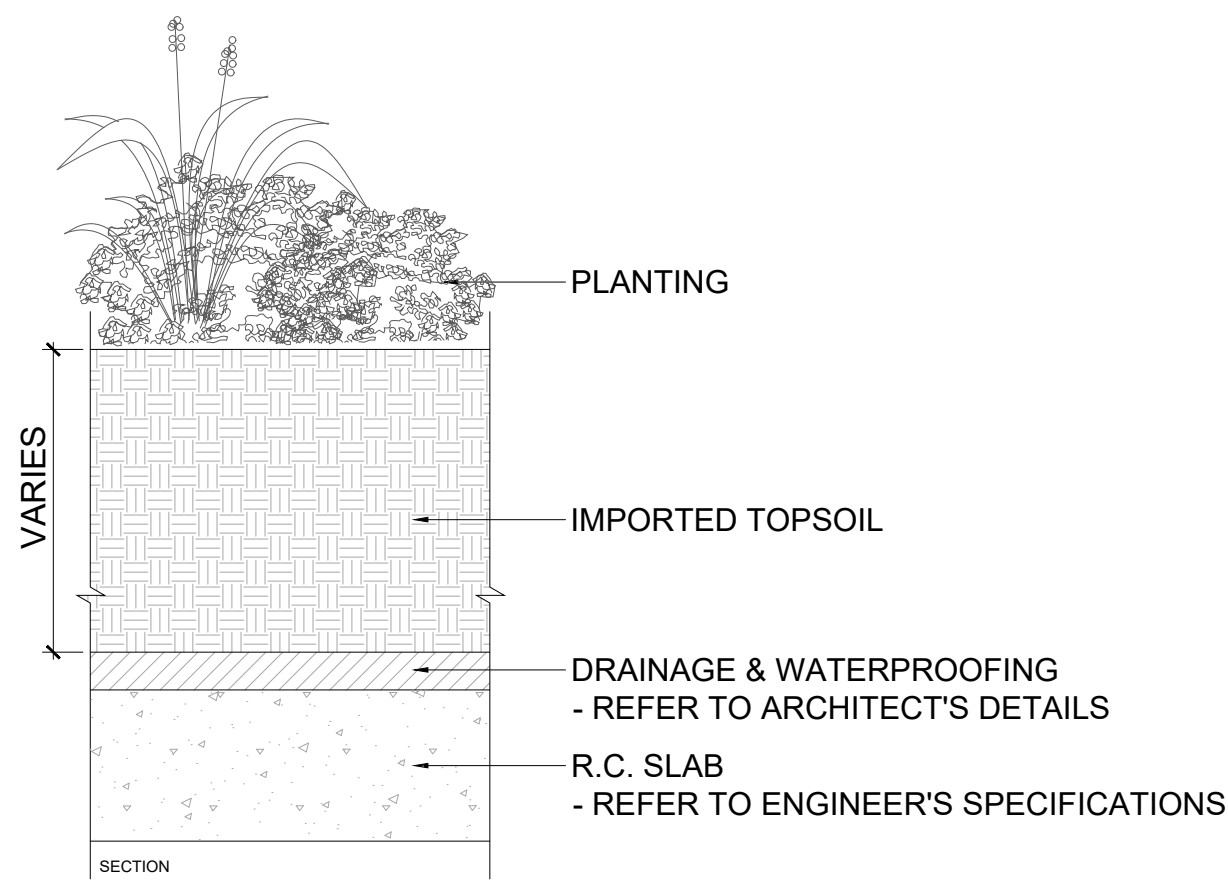 PLANTING
VARIES
IMPORTED TOPSOIL
DRAINAGE & WATERPROOFING
- REFER TO ARCHITECT'S DETAILS
R.C. SLAB
- REFER TO ENGINEER'S SPECIFICATIONS
SECTION